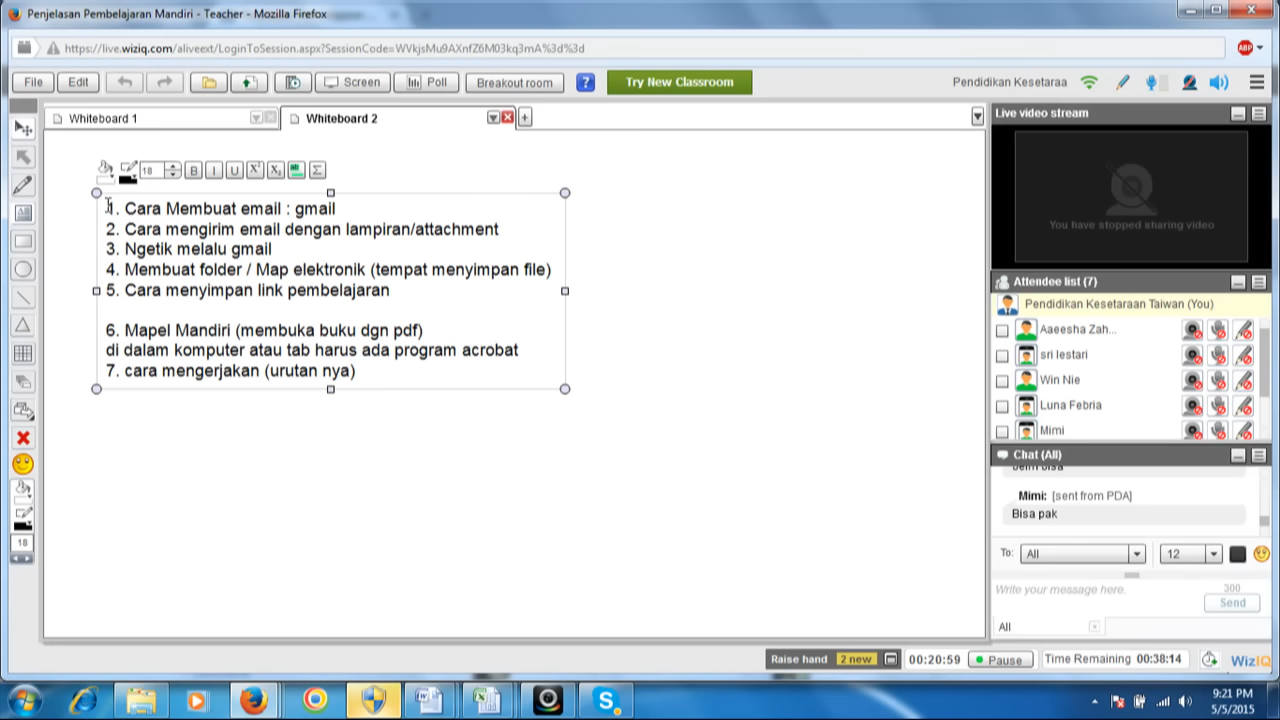 Penjelasan Pembelajaran Mandiri - Teacher - Mozilla Firefox
https://live.wiziq.com/aliveext/LoginToSession.aspx?SessionCode=WVkjsMu9AXnfZ6M03kq3mA%3d%3d
ABP
File Edit Screen Poll Breakout room ? Try New Classroom Pendidikan Kesetaraa
Whiteboard 1 Whiteboard 2
Live video stream
18 B I U X² X₂ Σ
You have stopped sharing video
1. Cara Membuat email : gmail
2. Cara mengirim email dengan lampiran/attachment
3. Ngetik melalu gmail
4. Membuat folder / Map elektronik (tempat menyimpan file)
5. Cara menyimpan link pembelajaran
6. Mapel Mandiri (membuka buku dgn pdf)
di dalam komputer atau tab harus ada program acrobat
7. cara mengerjakan (urutan nya)
18
Attendee list (7)
Pendidikan Kesetaraan Taiwan (You)
Aaeesha Zah...
sri lestari
Win Nie
Luna Febria
Mimi
Chat (All)
Mimi: [sent from PDA]
Bisa pak
To: All 12
Write your message here. 300
Send
All
Raise hand 2 new 00:20:59 Pause Time Remaining 00:38:14 WizIQ
9:21 PM
5/5/2015